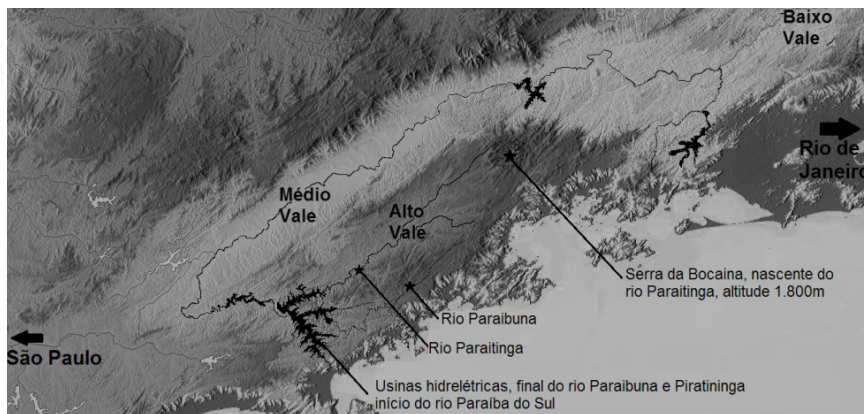 Baixo
Vale
Rio de
Janeiro
Médio
Vale
Alto
Vale
Serra da Bocaina, nascente do
rio Paraitinga, altitude 1.800m
Rio Paraibuna
Rio Paraitinga
São Paulo
Usinas hidrelétricas, final do rio Paraibuna e Piratininga
início do rio Paraíba do Sul